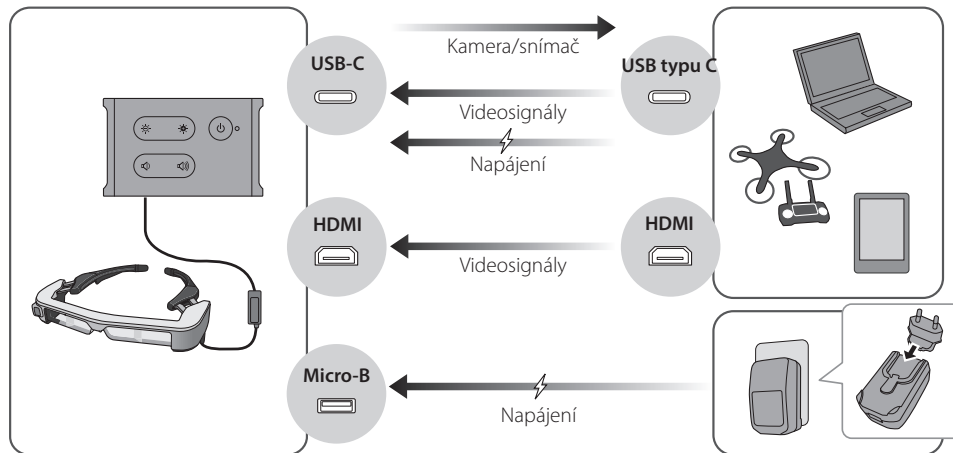 Kamera/snímač
USB-C
USB typu C
Videosignály
Napájení
HDMI
HDMI
Videosignály
Micro-B
Napájení